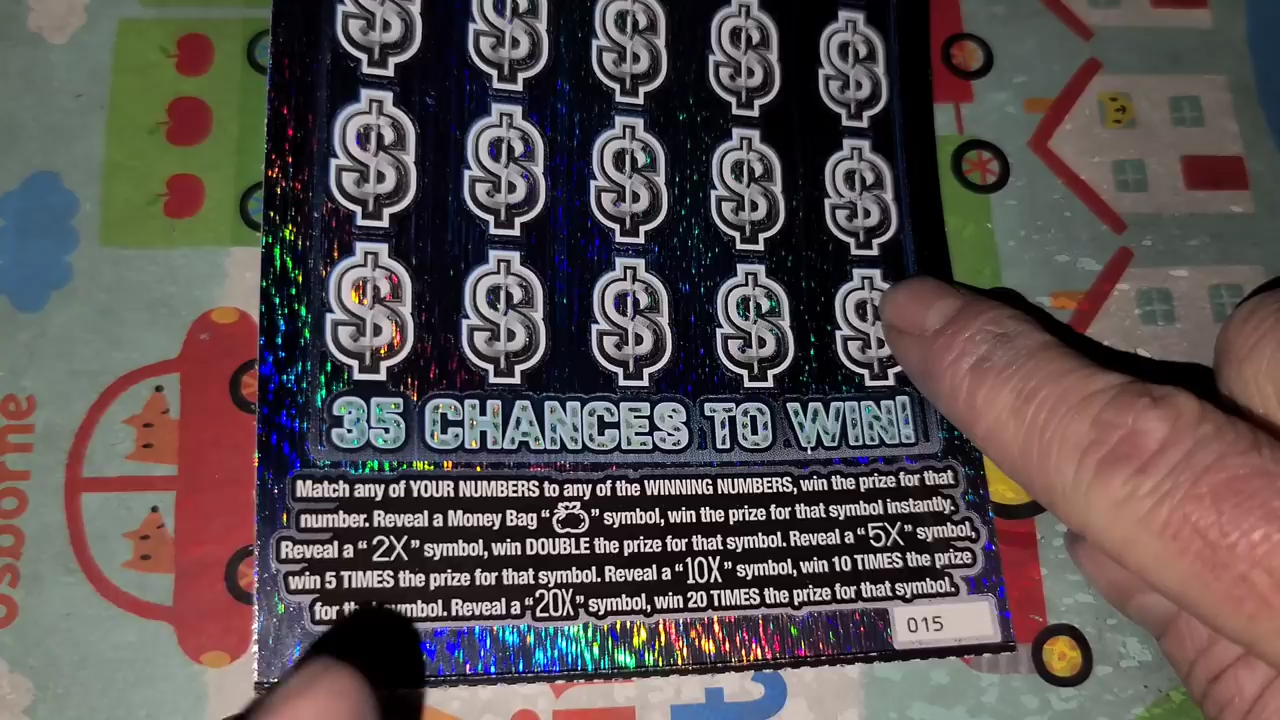 35 CHANCES TO WIN!
Match any of YOUR NUMBERS to any of the WINNING NUMBERS, win the prize for that
number. Reveal a Money Bag “ ” symbol, win the prize for that symbol instantly.
Reveal a “2X” symbol, win DOUBLE the prize for that symbol. Reveal a “5X” symbol,
win 5 TIMES the prize for that symbol. Reveal a “10X” symbol, win 10 TIMES the prize
for symbol. Reveal a “20X” symbol, win 20 TIMES the prize for that symbol.
015
osborne